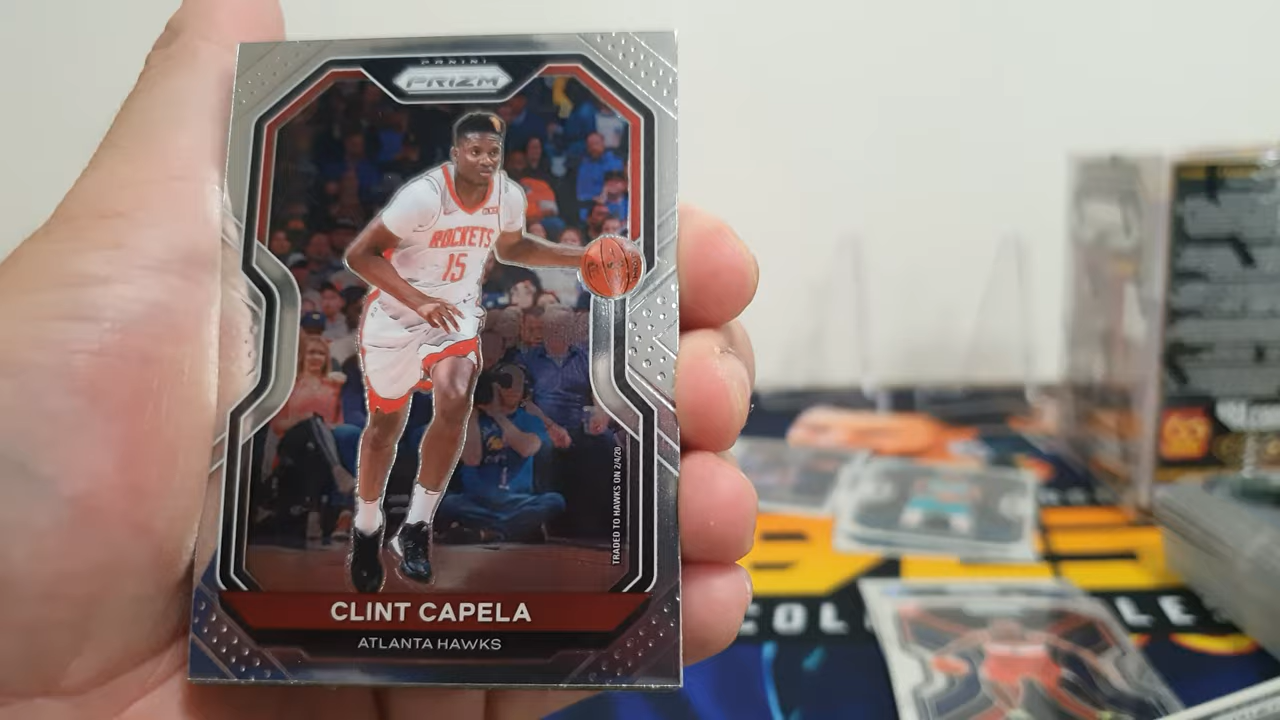 PANINI
PRIZM
ROCKETS
15
TRADED TO HAWKS ON 2/4/20
CLINT CAPELA
ATLANTA HAWKS